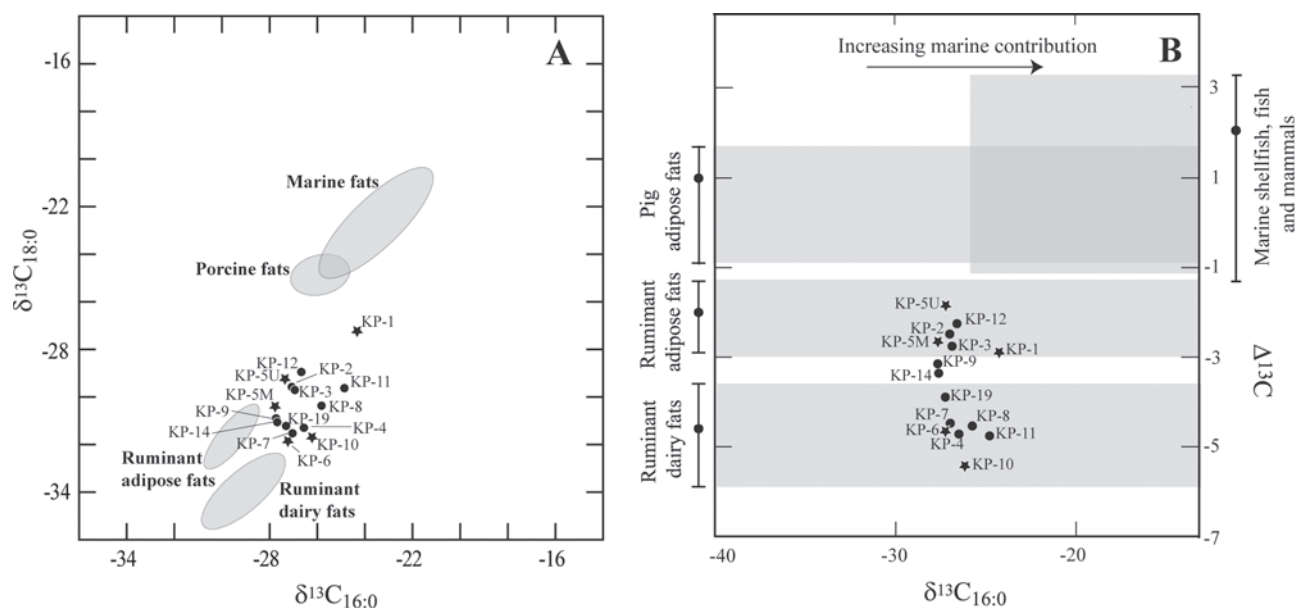 A
-16
-22
-28
-34
δ¹³C₁₈:₀
Marine fats
Porcine fats
KP-1
KP-12
KP-2
KP-5U
KP-3
KP-11
KP-5M
KP-8
KP-9
KP-19
KP-14
KP-4
KP-7
KP-10
KP-6
Ruminant
adipose fats
Ruminant
dairy fats
-34
-28
-22
-16
δ¹³C₁₆:₀
Increasing marine contribution
B
Pig
adipose fats
Rumimant
adipose fats
Ruminant
dairy fats
KP-5U
KP-12
KP-2
KP-5M
KP-3
KP-1
KP-9
KP-14
KP-19
KP-7
KP-8
KP-6
KP-4
KP-11
KP-10
3
1
-1
-3
-5
-7
Δ¹³C
Marine shellfish, fish
and mammals
-40
-30
-20
δ¹³C₁₆:₀